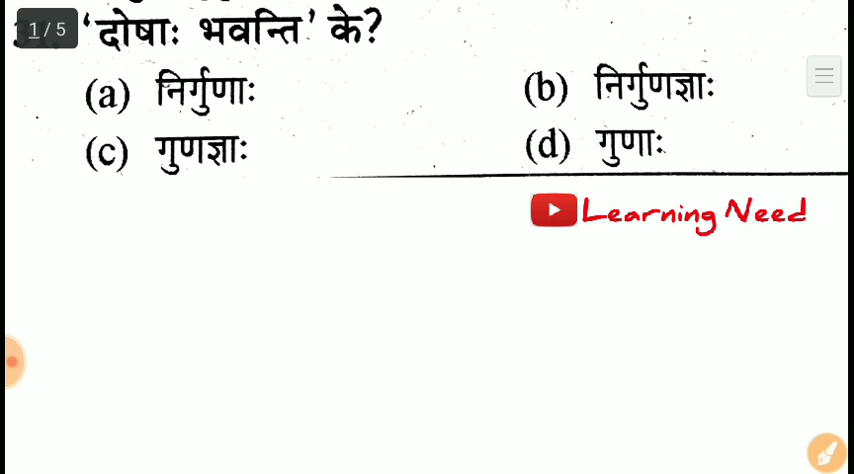 1/5
‘दोषाः भवन्ति’ के?
(a) निर्गुणाः (b) निर्गुणज्ञाः
(c) गुणज्ञाः (d) गुणाः
Learning Need